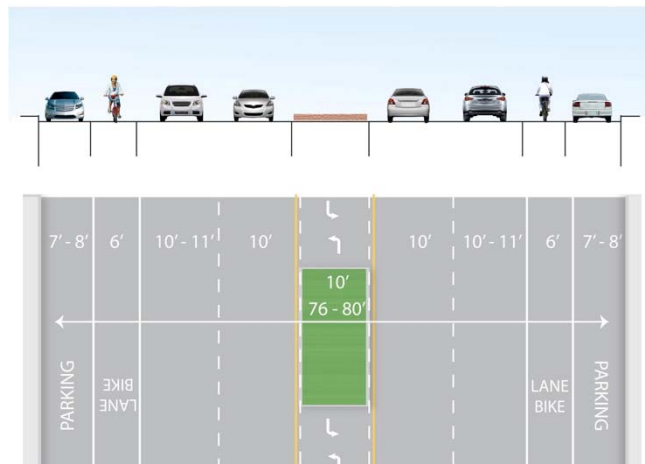 7' - 8'
6'
10' - 11'
10'
10'
10' - 11'
6'
7' - 8'
10'
76 - 80'
PARKING
BIKE
LANE
LANE
BIKE
PARKING